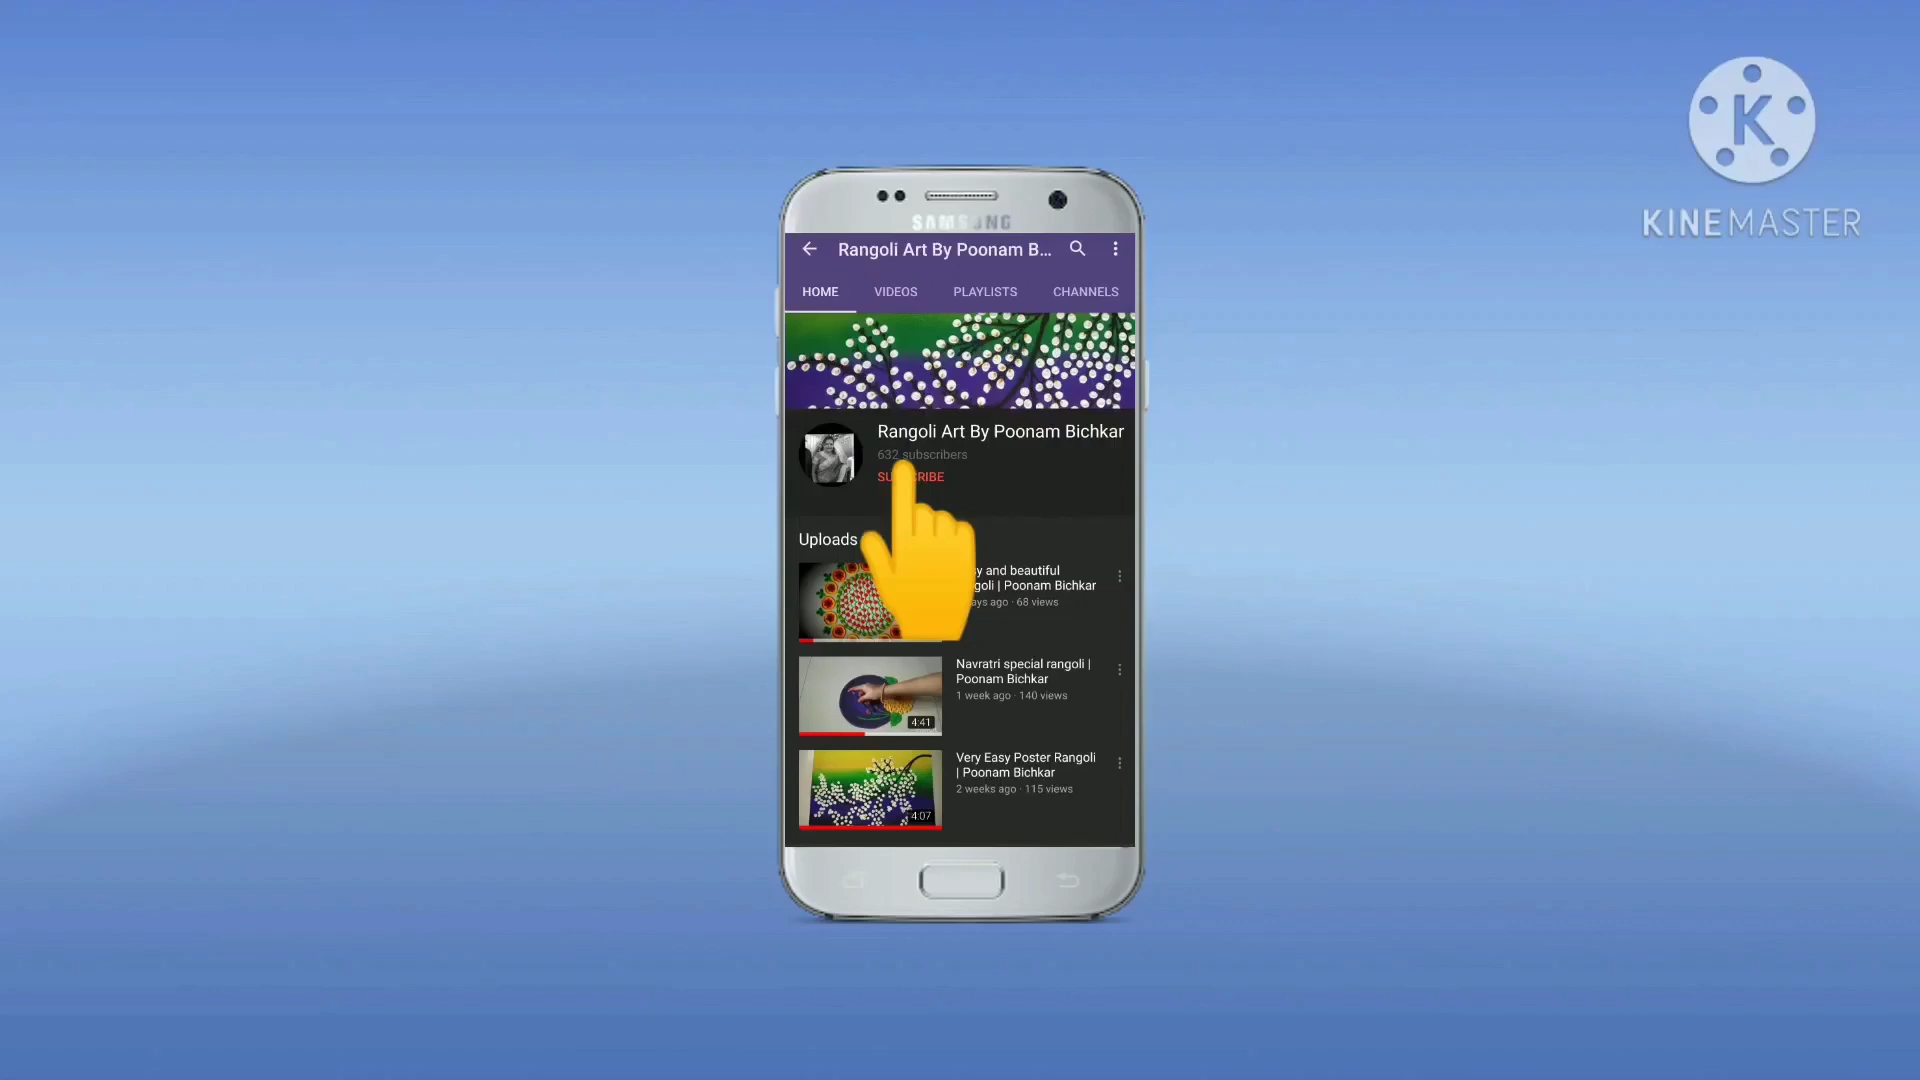 KINEMASTER
SAMSUNG
Rangoli Art By Poonam B...
HOME VIDEOS PLAYLISTS CHANNELS
Rangoli Art By Poonam Bichkar
632 subscribers
Uploads
and beautiful
| Poonam Bichkar
ago · 68 views
Navratri special rangoli |
Poonam Bichkar
1 week ago · 140 views
4:41
Very Easy Poster Rangoli
| Poonam Bichkar
2 weeks ago · 115 views
4:07